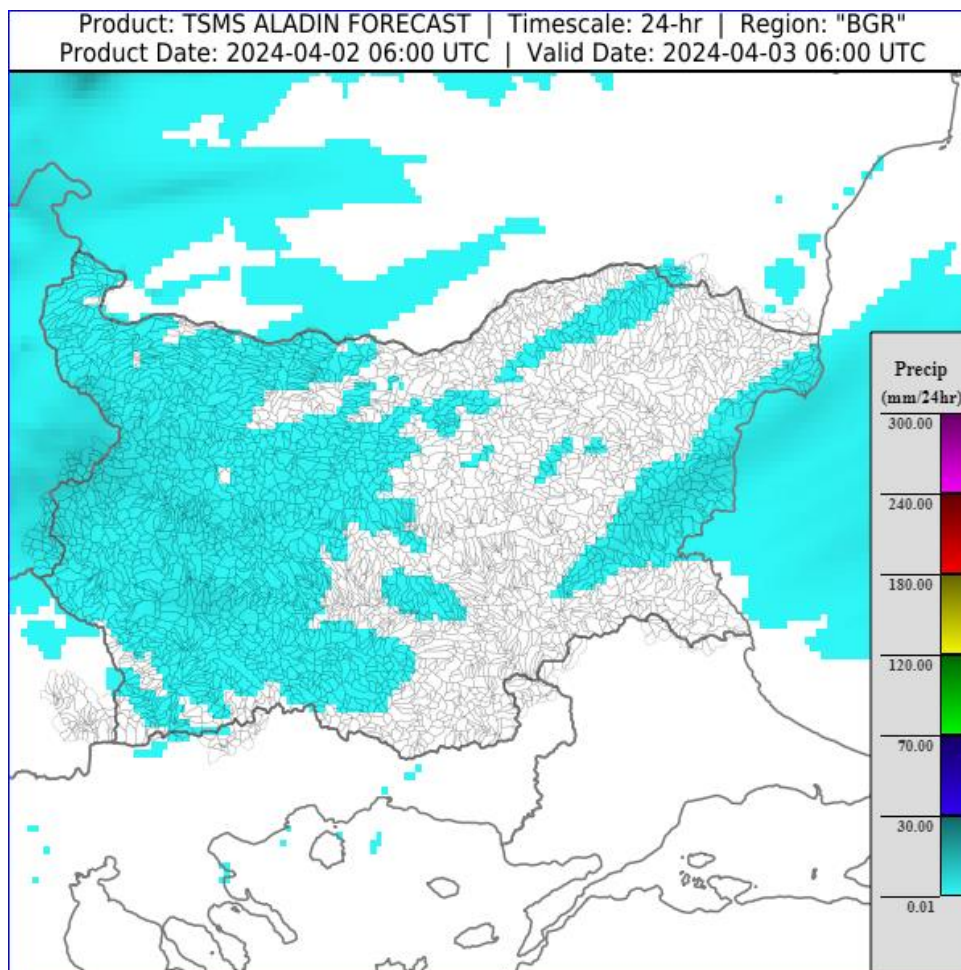 Product: TSMS ALADIN FORECAST | Timescale: 24-hr | Region: "BGR"
Product Date: 2024-04-02 06:00 UTC | Valid Date: 2024-04-03 06:00 UTC
Precip
(mm/24hr)
300.00
240.00
180.00
120.00
70.00
30.00
0.01